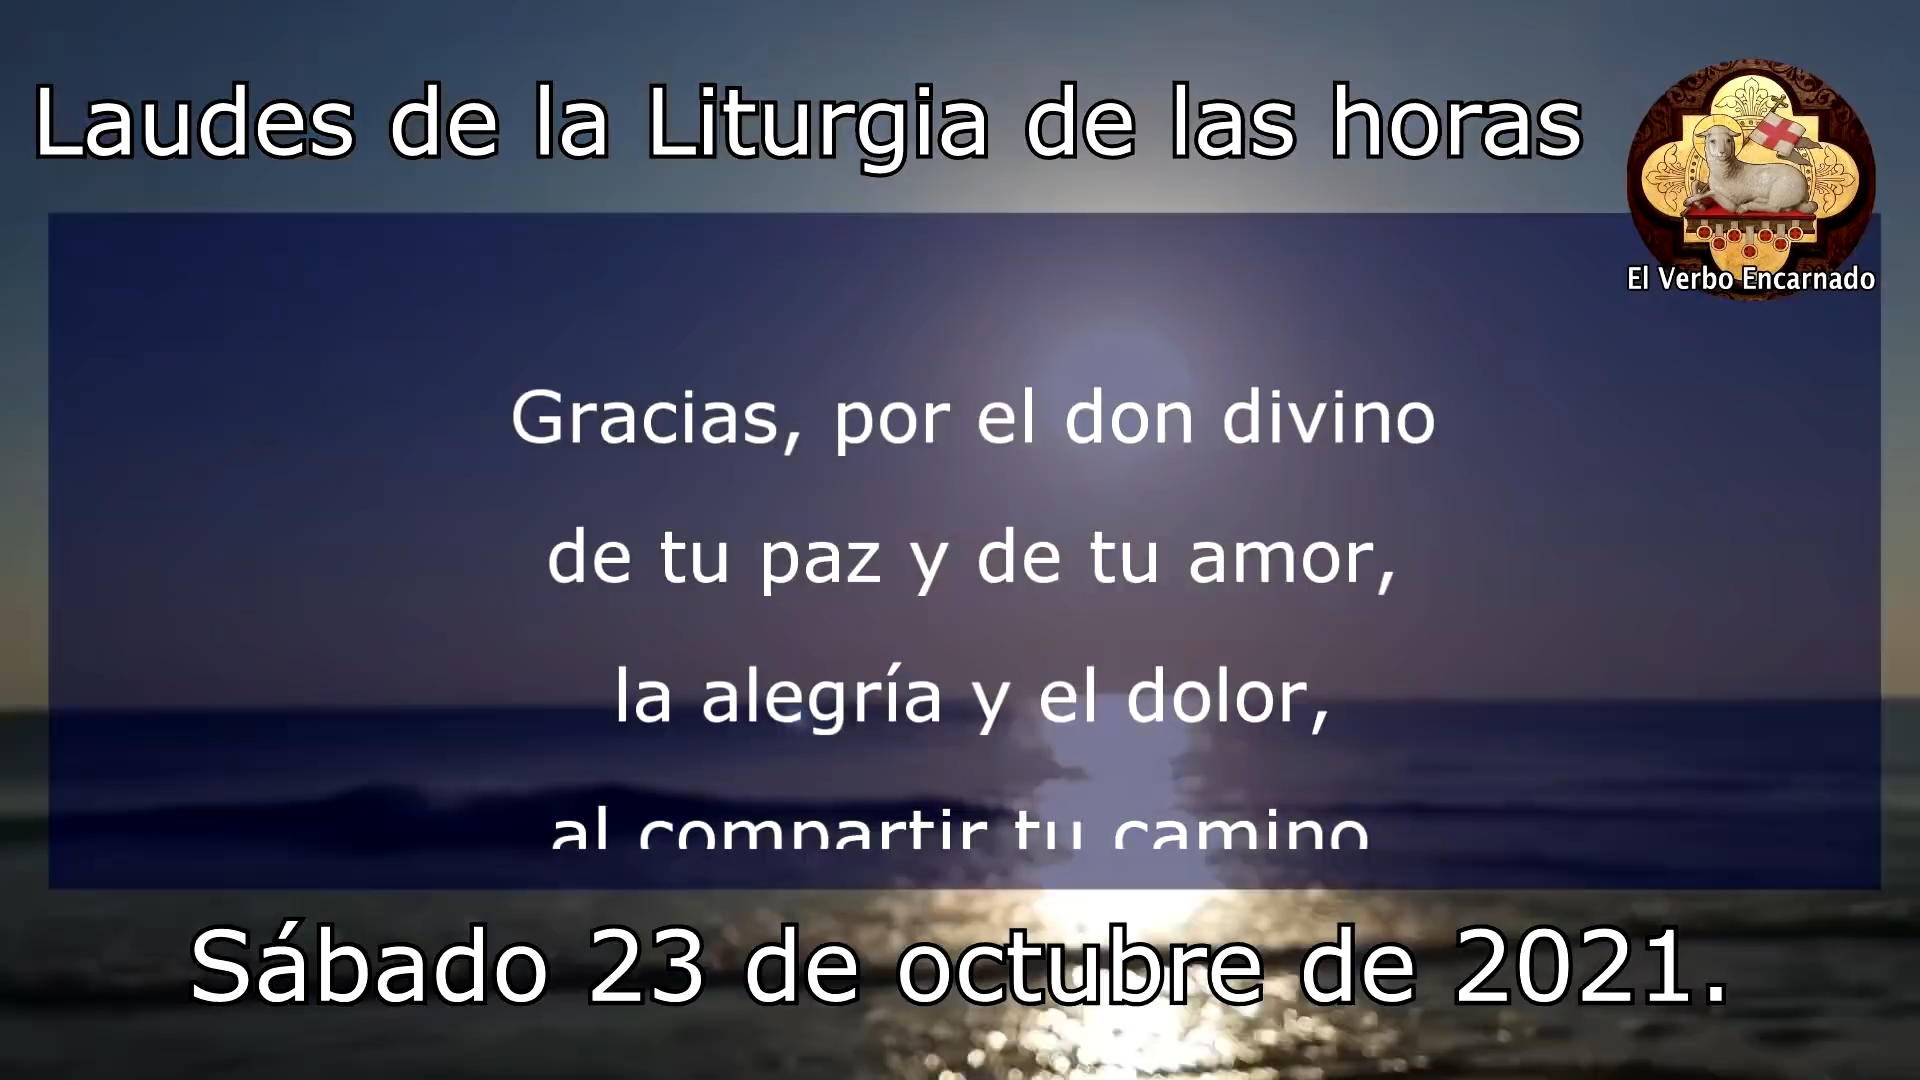 Laudes de la Liturgia de las horas
El Verbo Encarnado
Gracias, por el don divino
de tu paz y de tu amor,
la alegría y el dolor,
al compartir tu camino
Sábado 23 de octubre de 2021.